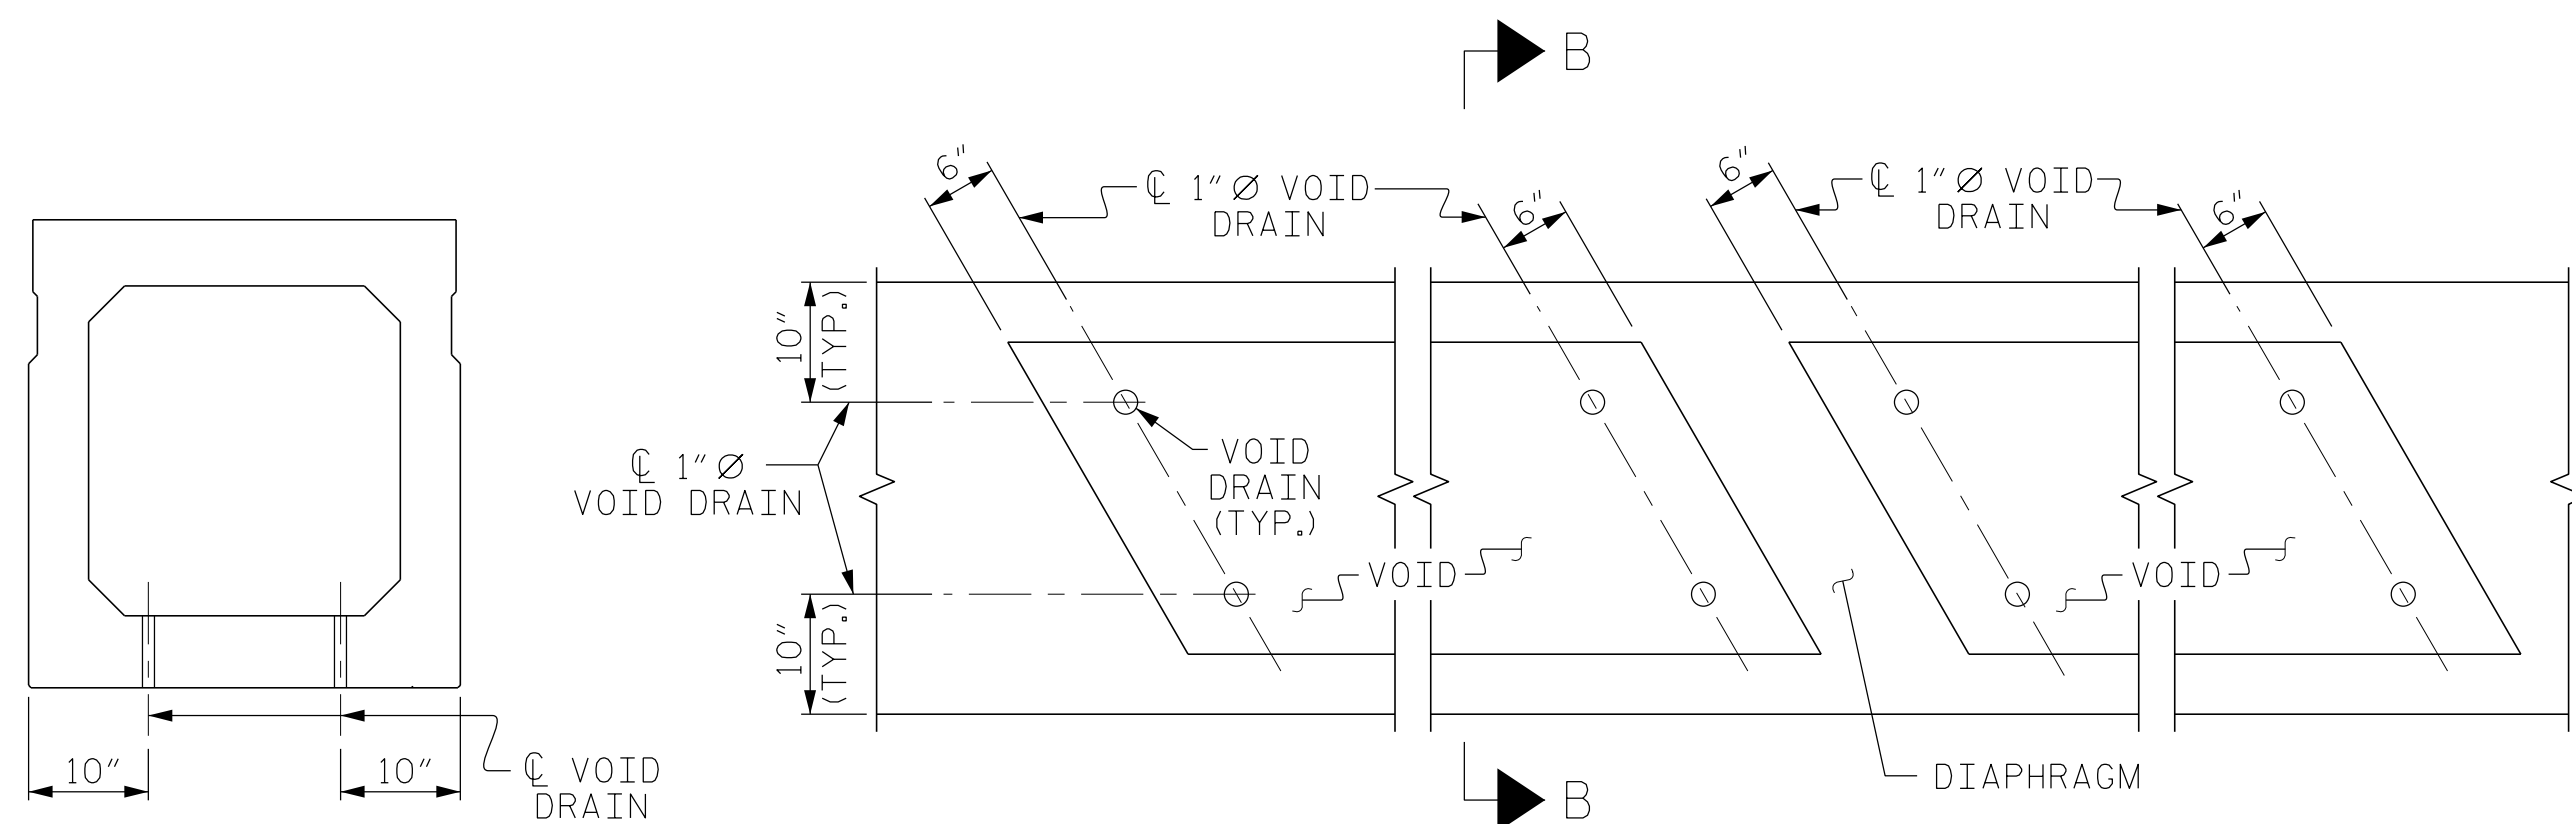 B
6"
℄ 1"Ø VOID
DRAIN
6"
6"
℄ 1"Ø VOID
DRAIN
6"
10"
(TYP.)
℄ 1"Ø
VOID DRAIN
VOID
DRAIN
(TYP.)
VOID
VOID
10"
(TYP.)
10"
10"
℄ VOID
DRAIN
DIAPHRAGM
B